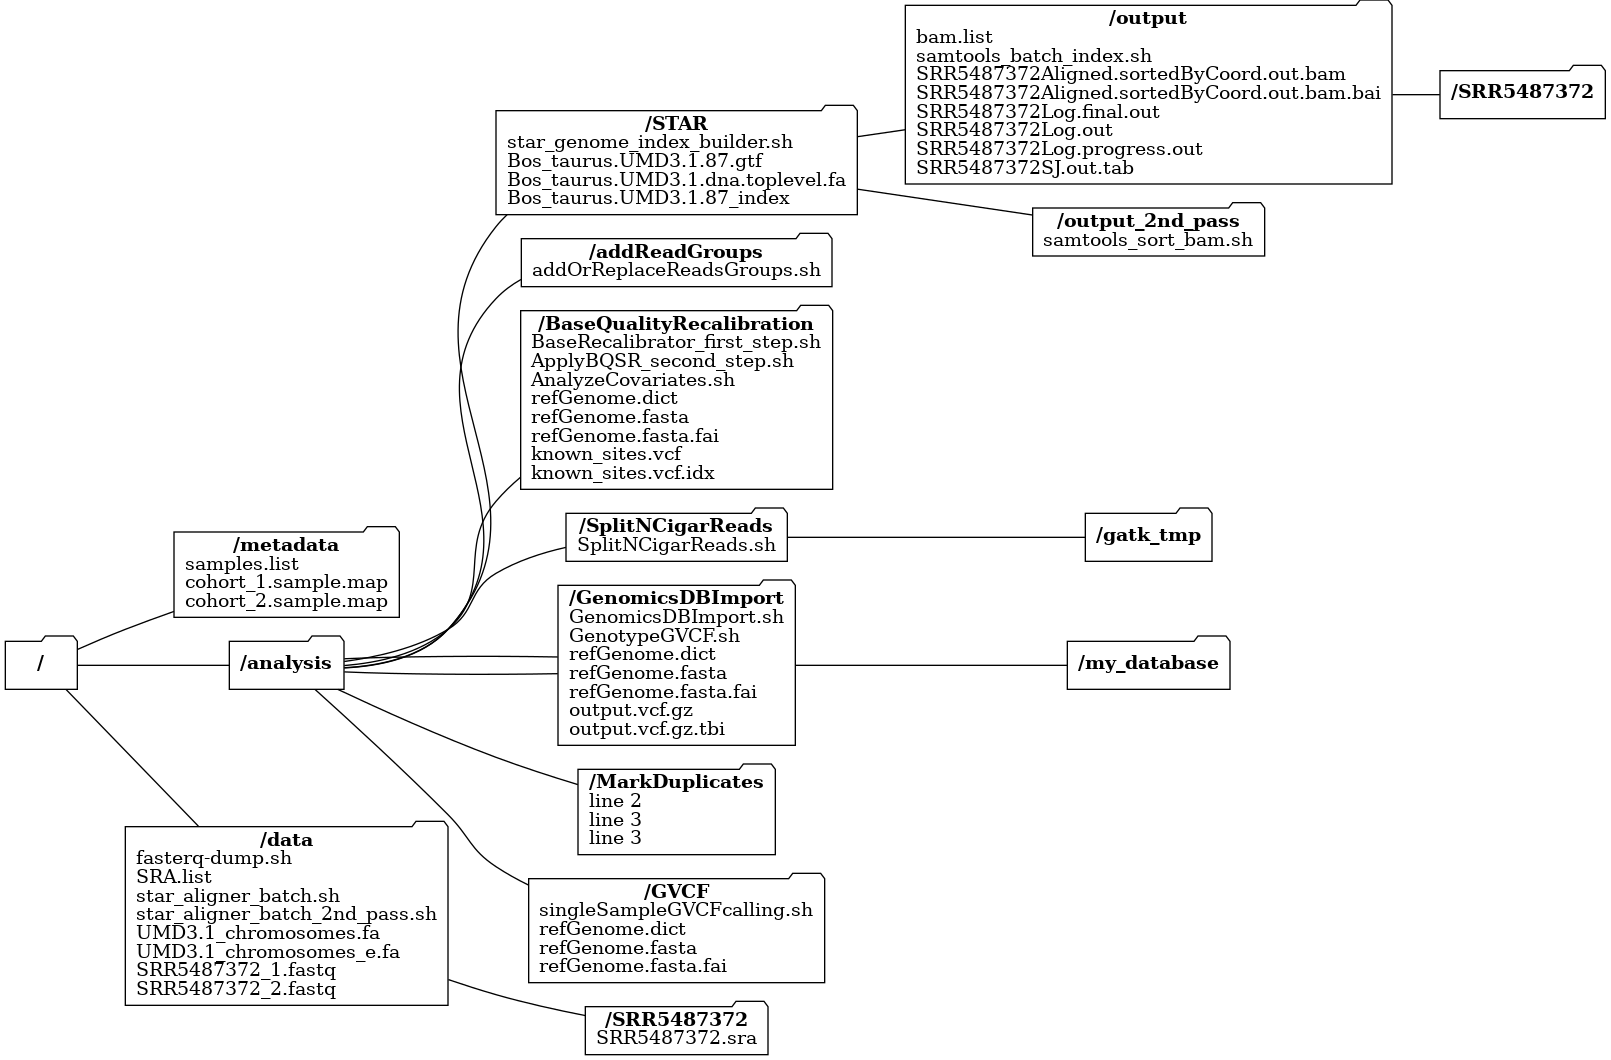 /output
bam.list
samtools_batch_index.sh
SRR5487372Aligned.sortedByCoord.out.bam
SRR5487372Aligned.sortedByCoord.out.bam.bai
SRR5487372Log.final.out
SRR5487372Log.out
SRR5487372Log.progress.out
SRR5487372SJ.out.tab
/SRR5487372
/STAR
star_genome_index_builder.sh
Bos_taurus.UMD3.1.87.gtf
Bos_taurus.UMD3.1.dna.toplevel.fa
Bos_taurus.UMD3.1.87_index
/output_2nd_pass
samtools_sort_bam.sh
/addReadGroups
addOrReplaceReadsGroups.sh
/BaseQualityRecalibration
BaseRecalibrator_first_step.sh
ApplyBQSR_second_step.sh
AnalyzeCovariates.sh
refGenome.dict
refGenome.fasta
refGenome.fasta.fai
known_sites.vcf
known_sites.vcf.idx
/SplitNCigarReads
SplitNCigarReads.sh
/gatk_tmp
/metadata
samples.list
cohort_1.sample.map
cohort_2.sample.map
/
/analysis
/GenomicsDBImport
GenomicsDBImport.sh
GenotypeGVCF.sh
refGenome.dict
refGenome.fasta
refGenome.fasta.fai
output.vcf.gz
output.vcf.gz.tbi
/my_database
/MarkDuplicates
line 2
line 3
line 3
/data
fasterq-dump.sh
SRA.list
star_aligner_batch.sh
star_aligner_batch_2nd_pass.sh
UMD3.1_chromosomes.fa
UMD3.1_chromosomes_e.fa
SRR5487372_1.fastq
SRR5487372_2.fastq
/GVCF
singleSampleGVCFcalling.sh
refGenome.dict
refGenome.fasta
refGenome.fasta.fai
/SRR5487372
SRR5487372.sra